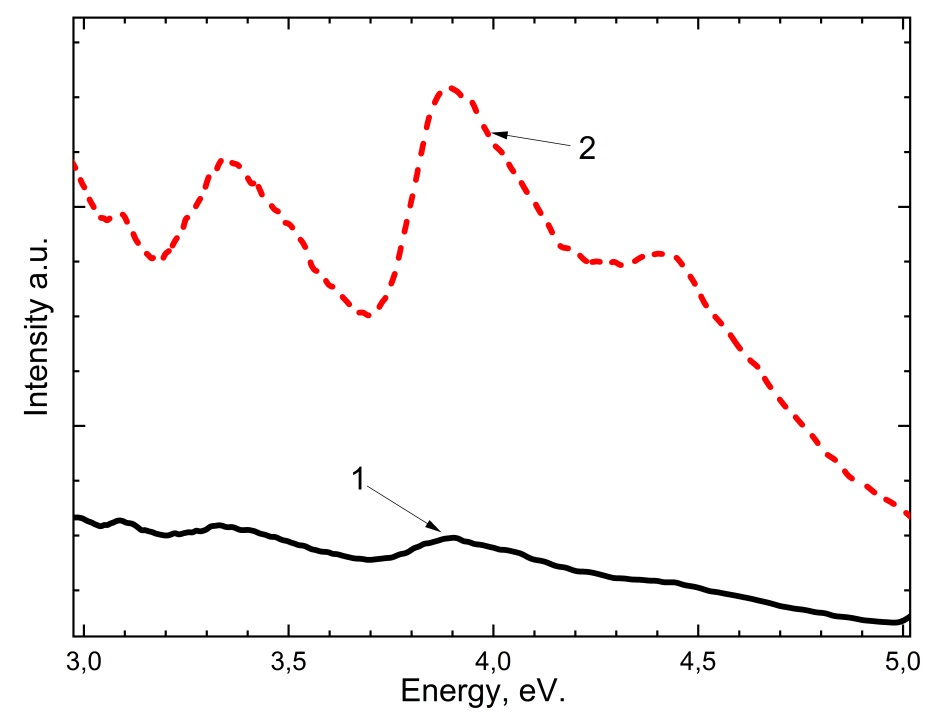 2
Intensity a.u.
1
3,0 3,5 4,0 4,5 5,0
Energy, eV.